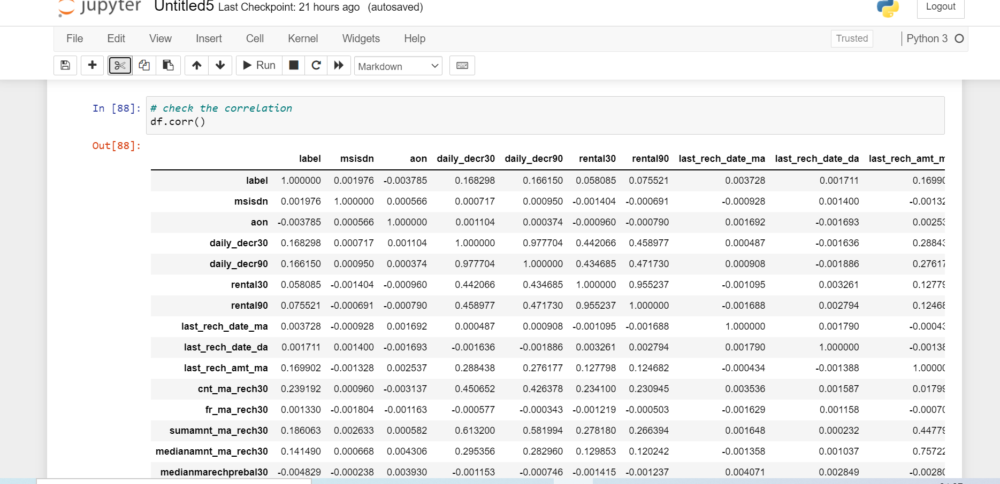 jupyter Untitled5 Last Checkpoint: 21 hours ago (autosaved) Logout
File Edit View Insert Cell Kernel Widgets Help Trusted Python 3
Run Markdown
In [88]: # check the correlation
df.corr()
Out[88]:
label msisdn aon daily_decr30 daily_decr90 rental30 rental90 last_rech_date_ma last_rech_date_da last_rech_amt_m
label 1.000000 0.001976 -0.003785 0.168298 0.166150 0.058085 0.075521 0.003728 0.001711 0.16990
msisdn 0.001976 1.000000 0.000566 0.000717 0.000950 -0.001404 -0.000691 -0.000928 0.001400 -0.00132
aon -0.003785 0.000566 1.000000 0.001104 0.000374 -0.000960 -0.000790 0.001692 -0.001693 0.00253
daily_decr30 0.168298 0.000717 0.001104 1.000000 0.977704 0.442066 0.458977 0.000487 -0.001636 0.28843
daily_decr90 0.166150 0.000950 0.000374 0.977704 1.000000 0.434685 0.471730 0.000908 -0.001886 0.27617
rental30 0.058085 -0.001404 -0.000960 0.442066 0.434685 1.000000 0.955237 -0.001095 0.003261 0.12779
rental90 0.075521 -0.000691 -0.000790 0.458977 0.471730 0.955237 1.000000 -0.001688 0.002794 0.12468
last_rech_date_ma 0.003728 -0.000928 0.001692 0.000487 0.000908 -0.001095 -0.001688 1.000000 0.001790 -0.00043
last_rech_date_da 0.001711 0.001400 -0.001693 -0.001636 -0.001886 0.003261 0.002794 0.001790 1.000000 -0.00138
last_rech_amt_ma 0.169902 -0.001328 0.002537 0.288438 0.276177 0.127798 0.124682 -0.000434 -0.001388 1.00000
cnt_ma_rech30 0.239192 0.000960 -0.003137 0.450652 0.426378 0.234100 0.230945 0.003536 0.001587 0.01799
fr_ma_rech30 0.001330 -0.001804 -0.001163 -0.000577 -0.000343 -0.001219 -0.000503 -0.001629 0.001158 -0.00070
sumamnt_ma_rech30 0.186063 0.002633 0.000582 0.613200 0.581994 0.278180 0.266394 0.001648 0.000232 0.44779
medianamnt_ma_rech30 0.141490 0.000668 0.004306 0.295356 0.282960 0.129853 0.120242 -0.001358 0.001037 0.75722
medianmarechprebal30 -0.004829 -0.000238 0.003930 -0.001153 -0.000746 -0.001415 -0.001237 0.004071 0.002849 -0.00280